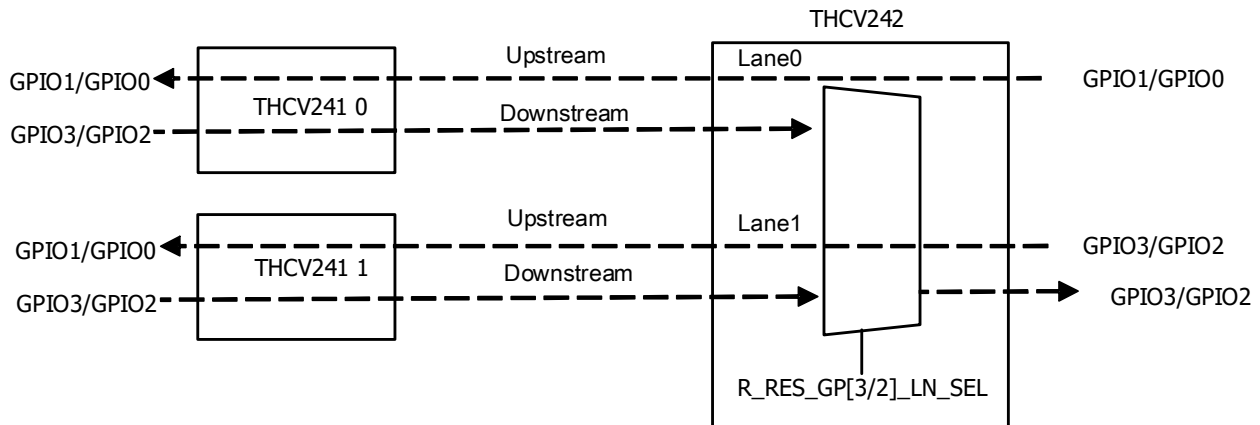 THCV242
Upstream
Lane0
GPIO1/GPIO0
GPIO1/GPIO0
THCV241 0
Downstream
GPIO3/GPIO2
Upstream
Lane1
GPIO1/GPIO0
GPIO3/GPIO2
THCV241 1
Downstream
GPIO3/GPIO2
GPIO3/GPIO2
R_RES_GP[3/2]_LN_SEL